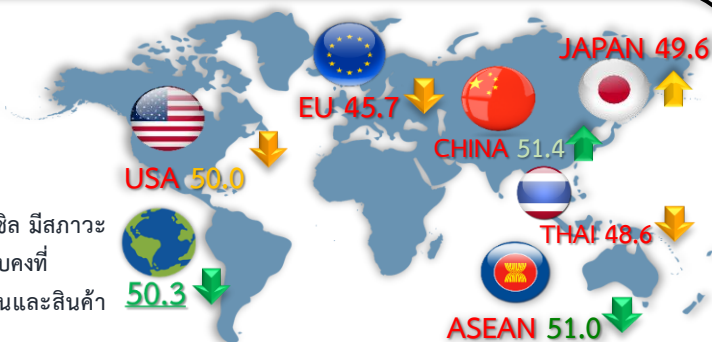 JAPAN 49.6
EU 45.7
CHINA 51.4
USA 50.0
ซิล มีสภาวะ
THAI 48.6
บคงที่
50.3
นและสินค้า
ASEAN 51.0